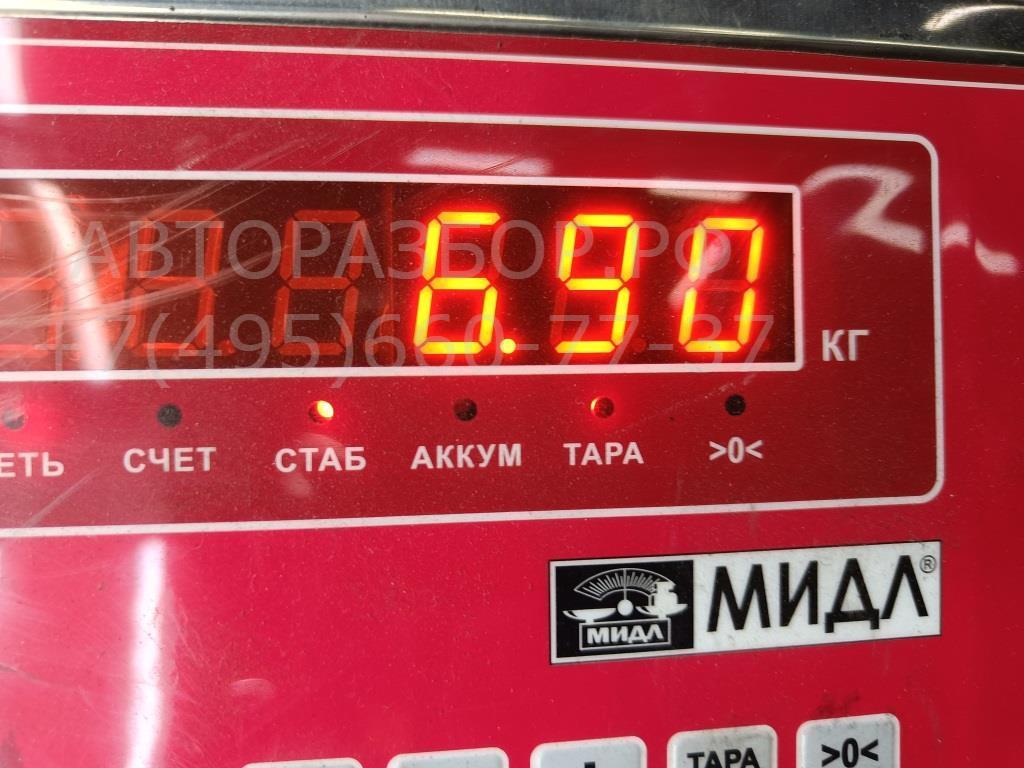 АВТОРАЗБОР.РФ
6.90
+7(495)660-77-37
КГ
ЕТЬ СЧЕТ СТАБ АККУМ ТАРА >0<
МИДЛ МИДЛ®
ТАРА >0<